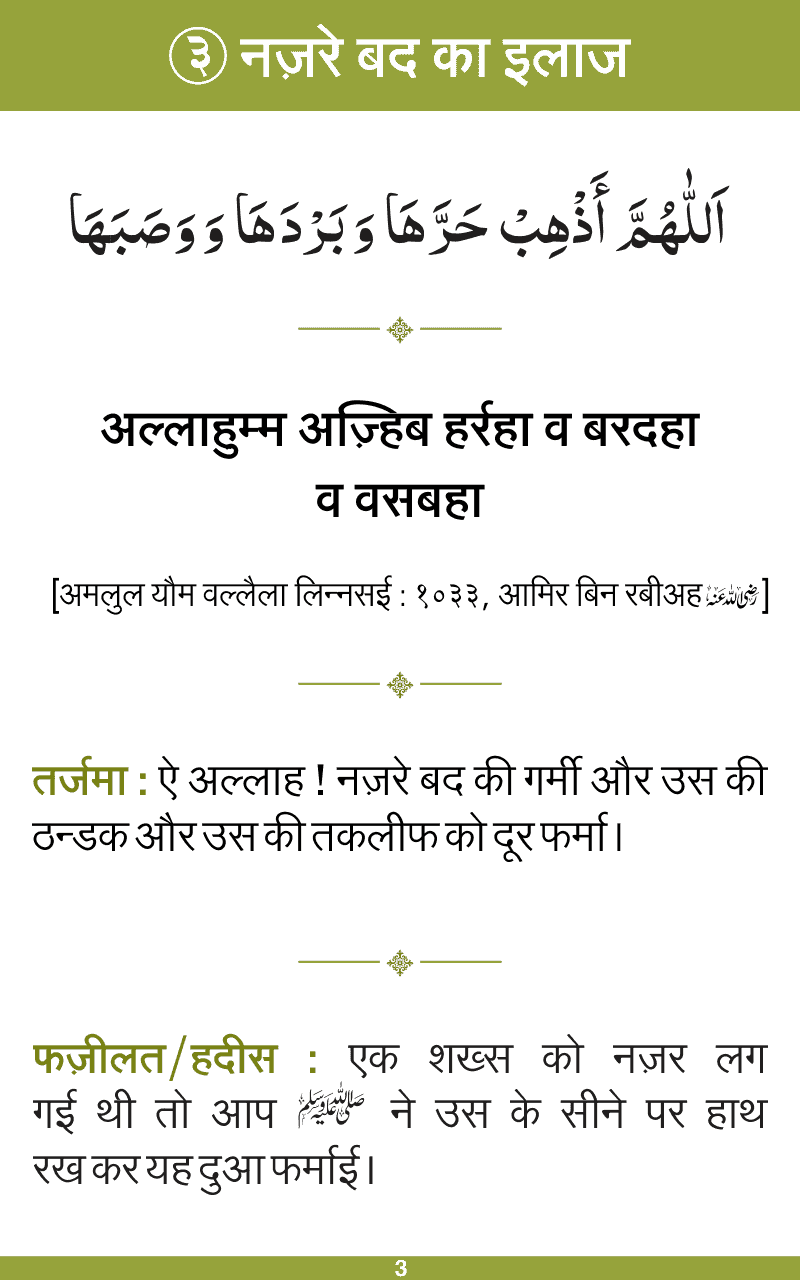 ③ नज़रे बद का इलाज
اَللّٰهُمَّ أَذْهِبْ حَرَّهَا وَ بَرْدَهَا وَ وَصَبَهَا
अल्लाहुम्म अज़्हिब हर्रहा व बरदहा
व वसबहा
[अमलुल यौम वल्लैला लिन्नसई : १०३३, आमिर बिन रबीअह رضی اللہ عنہ]
तर्जमा : ऐ अल्लाह ! नज़रे बद की गर्मी और उस की
ठन्डक और उस की तकलीफ को दूर फर्मा।
फज़ीलत/हदीस : एक शख्स को नज़र लग
गई थी तो आप ﷺ ने उस के सीने पर हाथ
रख कर यह दुआ फर्माई।
3